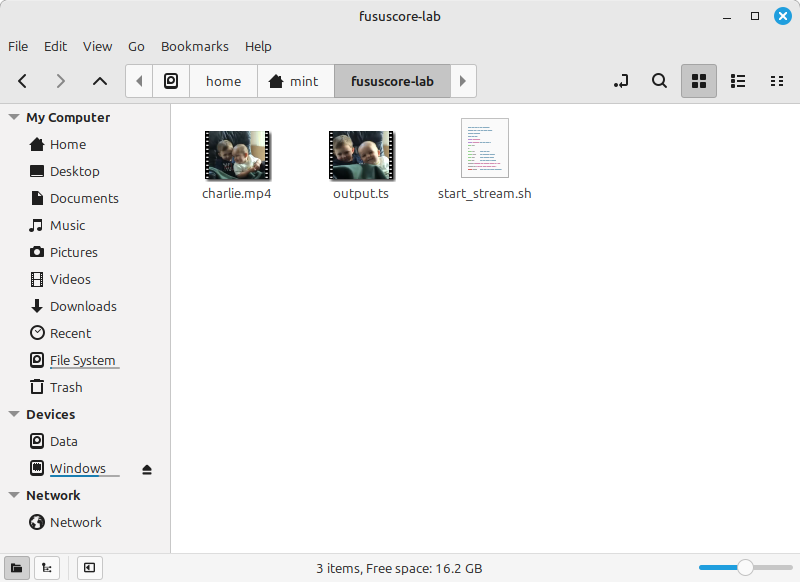 fususcore-lab
File Edit View Go Bookmarks Help
home mint fususcore-lab
My Computer
Home
Desktop
Documents
Music
Pictures
Videos
Downloads
Recent
File System
Trash
Devices
Data
Windows
Network
Network
charlie.mp4 output.ts start_stream.sh
3 items, Free space: 16.2 GB